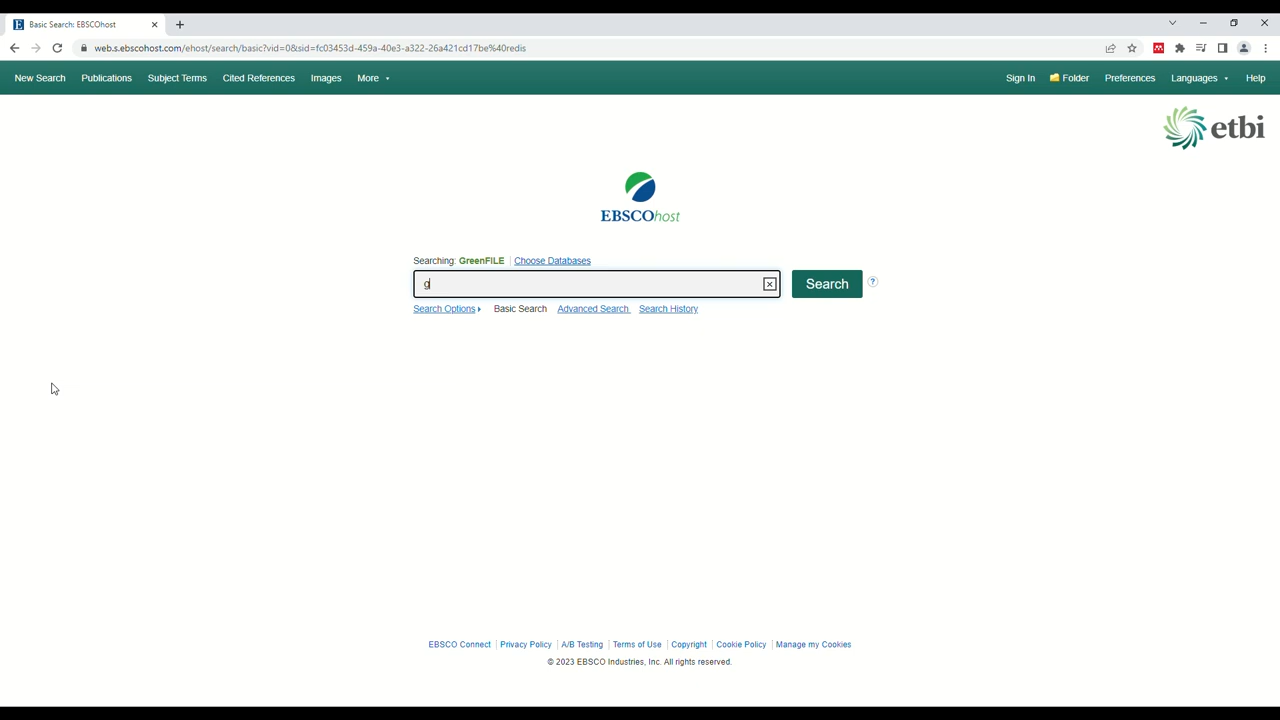 Basic Search: EBSCOhost
web.s.ebscohost.com/ehost/search/basic?vid=0&sid=fc03453d-459a-40e3-a322-26a421cd17be%40redis
New Search Publications Subject Terms Cited References Images More Sign In Folder Preferences Languages Help
etbi
EBSCOhost
Searching: GreenFILE Choose Databases
g
Search ?
Search Options Basic Search Advanced Search Search History
EBSCO Connect Privacy Policy A/B Testing Terms of Use Copyright Cookie Policy Manage my Cookies
© 2023 EBSCO Industries, Inc. All rights reserved.